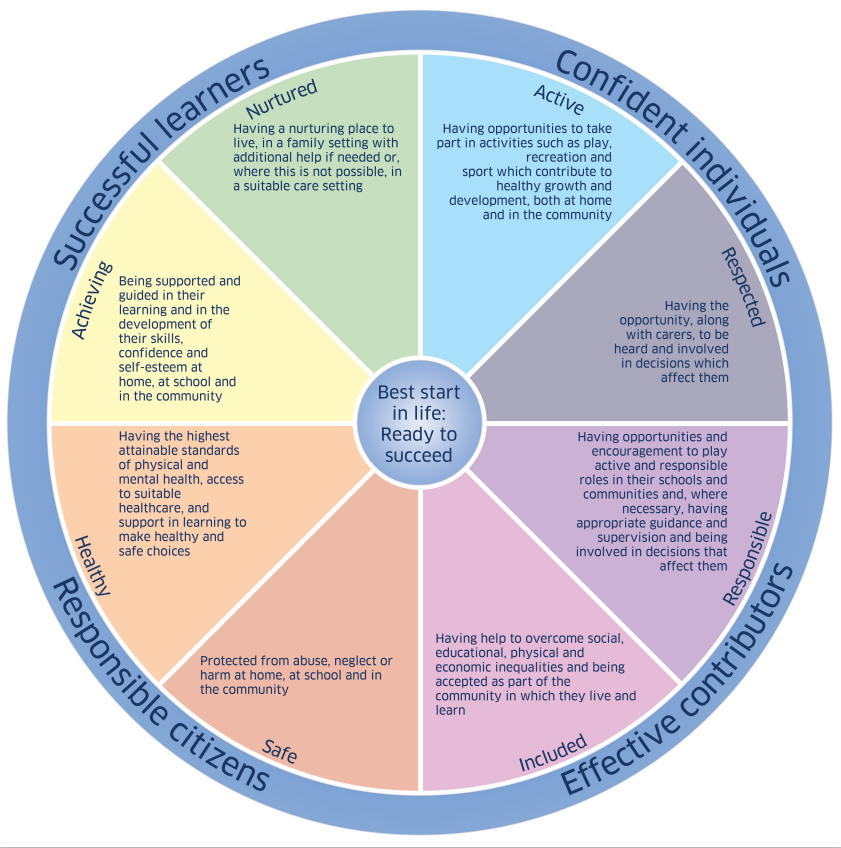 Successful learners
Confident individuals
Nurtured
Having a nurturing place to
live, in a family setting with
additional help if needed or,
where this is not possible, in
a suitable care setting
Active
Having opportunities to take
part in activities such as play,
recreation and
sport which contribute to
healthy growth and
development, both at home
and in the community
Achieving
Being supported and
guided in their
learning and in the
development of
their skills,
confidence and
self-esteem at
home, at school and
in the community
Respected
Having the
opportunity, along
with carers, to be
heard and involved
in decisions which
affect them
Best start
in life:
Ready to
succeed
Healthy
Having the highest
attainable standards
of physical and
mental health, access
to suitable
healthcare, and
support in learning to
make healthy and
safe choices
Responsible
Having opportunities and
encouragement to play
active and responsible
roles in their schools and
communities and, where
necessary, having
appropriate guidance and
supervision and being
involved in decisions that
affect them
Safe
Protected from abuse, neglect or
harm at home, at school and in
the community
Included
Having help to overcome social,
educational, physical and
economic inequalities and being
accepted as part of the
community in which they live and
learn
Responsible citizens
Effective contributors